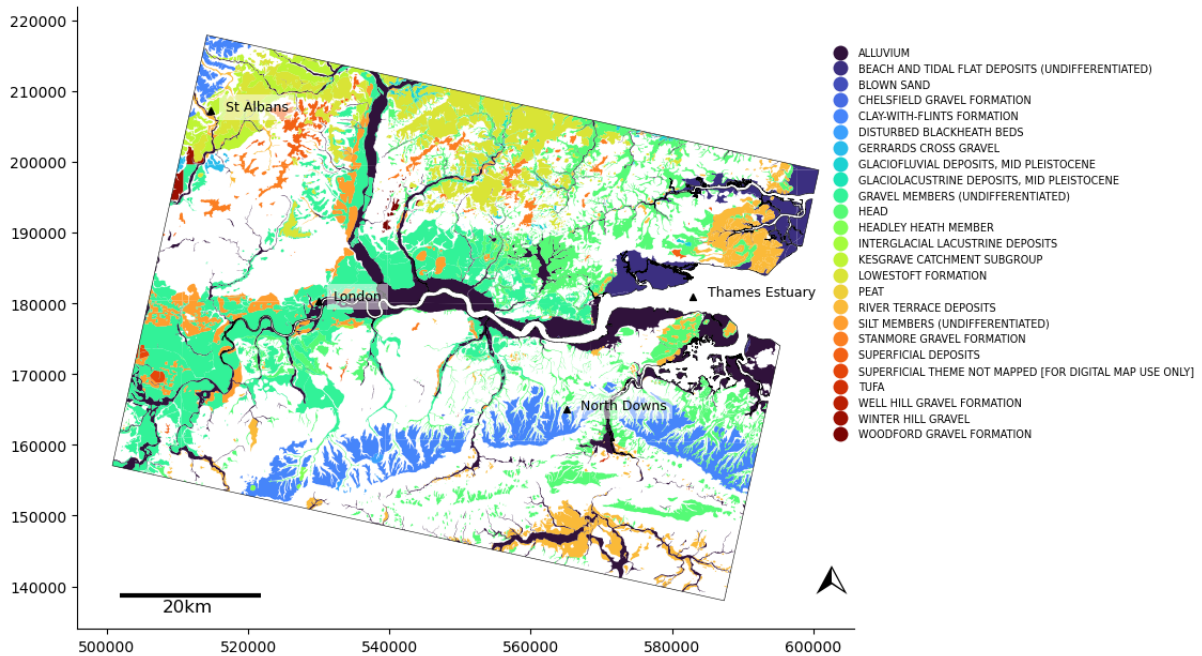 220000
210000
200000
190000
180000
170000
160000
150000
140000
500000
520000
540000
560000
580000
600000
St Albans
London
Thames Estuary
North Downs
20km
ALLUVIUM
BEACH AND TIDAL FLAT DEPOSITS (UNDIFFERENTIATED)
BLOWN SAND
CHELSFIELD GRAVEL FORMATION
CLAY-WITH-FLINTS FORMATION
DISTURBED BLACKHEATH BEDS
GERRARDS CROSS GRAVEL
GLACIOFLUVIAL DEPOSITS, MID PLEISTOCENE
GLACIOLACUSTRINE DEPOSITS, MID PLEISTOCENE
GRAVEL MEMBERS (UNDIFFERENTIATED)
HEAD
HEADLEY HEATH MEMBER
INTERGLACIAL LACUSTRINE DEPOSITS
KESGRAVE CATCHMENT SUBGROUP
LOWESTOFT FORMATION
PEAT
RIVER TERRACE DEPOSITS
SILT MEMBERS (UNDIFFERENTIATED)
STANMORE GRAVEL FORMATION
SUPERFICIAL DEPOSITS
SUPERFICIAL THEME NOT MAPPED [FOR DIGITAL MAP USE ONLY]
TUFA
WELL HILL GRAVEL FORMATION
WINTER HILL GRAVEL
WOODFORD GRAVEL FORMATION